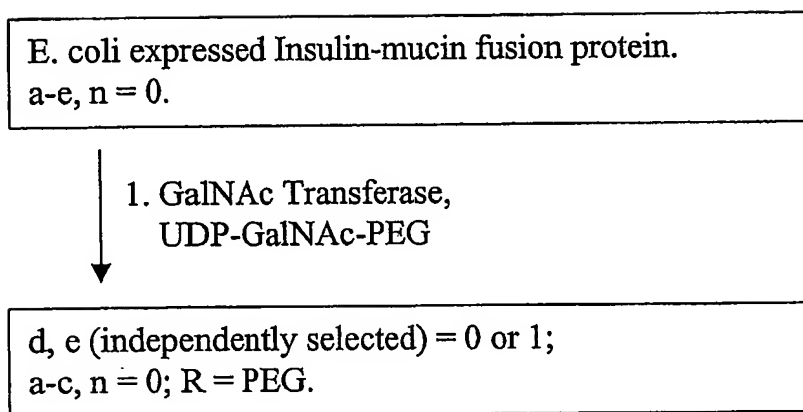 E. coli expressed Insulin-mucin fusion protein.
a-e, n = 0.
1. GalNAc Transferase,
UDP-GalNAc-PEG
d, e (independently selected) = 0 or 1;
a-c, n = 0; R = PEG.